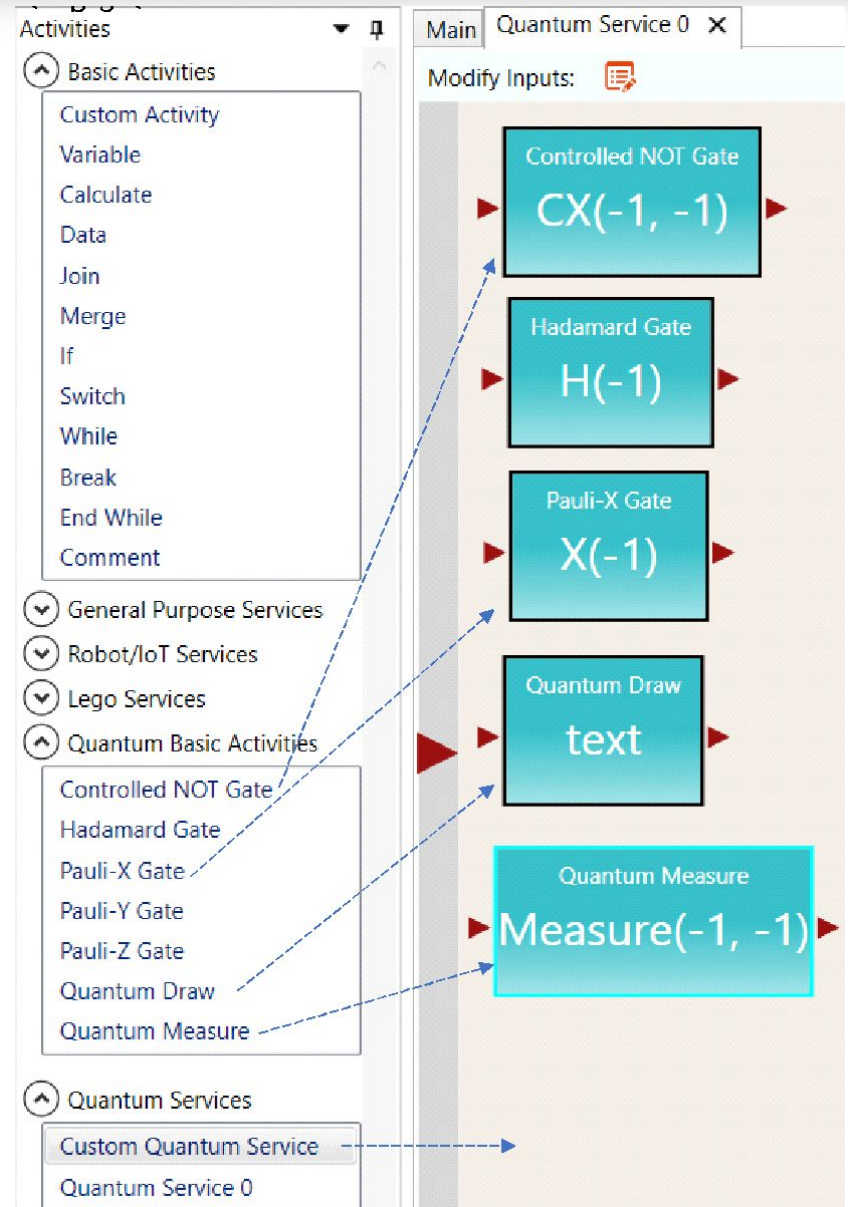 Activities
Basic Activities
Custom Activity
Variable
Calculate
Data
Join
Merge
If
Switch
While
Break
End While
Comment
General Purpose Services
Robot/IoT Services
Lego Services
Quantum Basic Activities
Controlled NOT Gate
Hadamard Gate
Pauli-X Gate
Pauli-Y Gate
Pauli-Z Gate
Quantum Draw
Quantum Measure
Quantum Services
Custom Quantum Service
Quantum Service 0
Main
Quantum Service 0 X
Modify Inputs:
Controlled NOT Gate
CX(-1, -1)
Hadamard Gate
H(-1)
Pauli-X Gate
X(-1)
Quantum Draw
text
Quantum Measure
Measure(-1, -1)